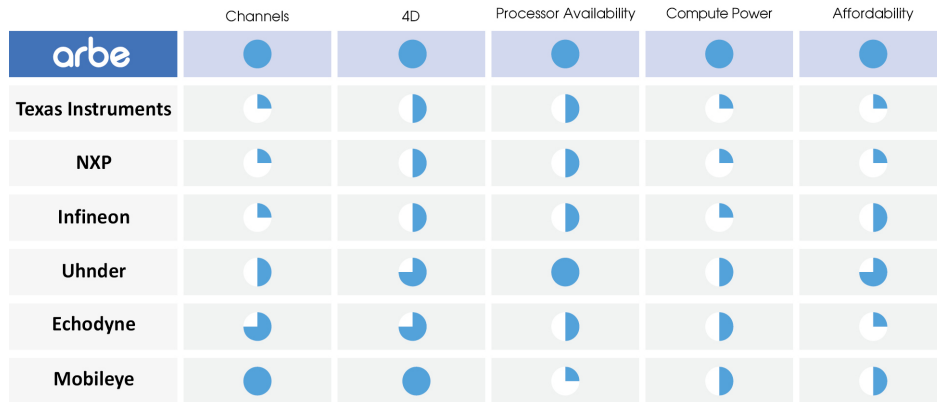 Channels 4D Processor Availability Compute Power Affordability
arbe
Texas Instruments
NXP
Infineon
Uhnder
Echodyne
Mobileye